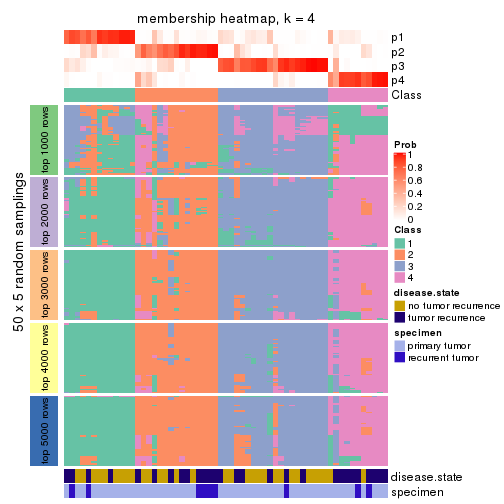 membership heatmap, k = 4
p1
p2
p3
p4
Class
50 x 5 random samplings
top 1000 rows
top 2000 rows
top 3000 rows
top 4000 rows
top 5000 rows
disease.state
specimen
Prob
1
0.8
0.6
0.4
0.2
0
Class
1
2
3
4
disease.state
no tumor recurrence
tumor recurrence
specimen
primary tumor
recurrent tumor